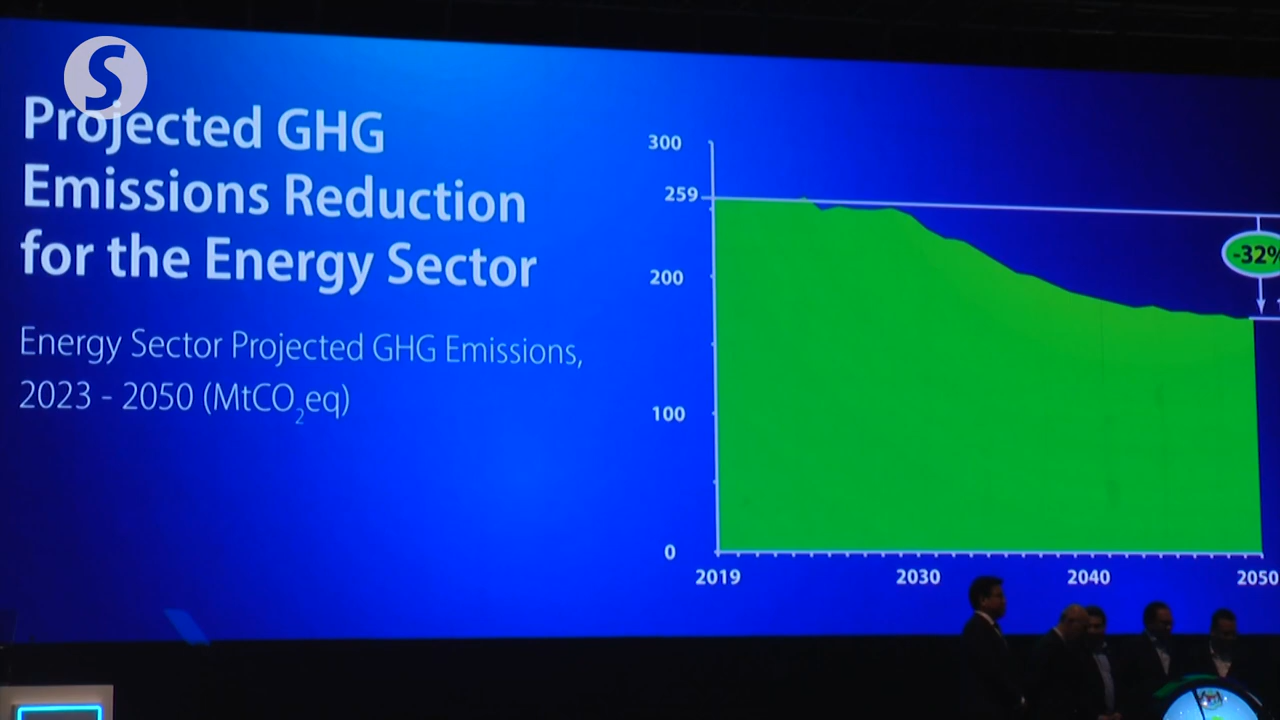 S
Projected GHG
Emissions Reduction
for the Energy Sector
Energy Sector Projected GHG Emissions,
2023 - 2050 (MtCO₂eq)
300
259
-32%
200
100
0
2019
2030
2040
2050